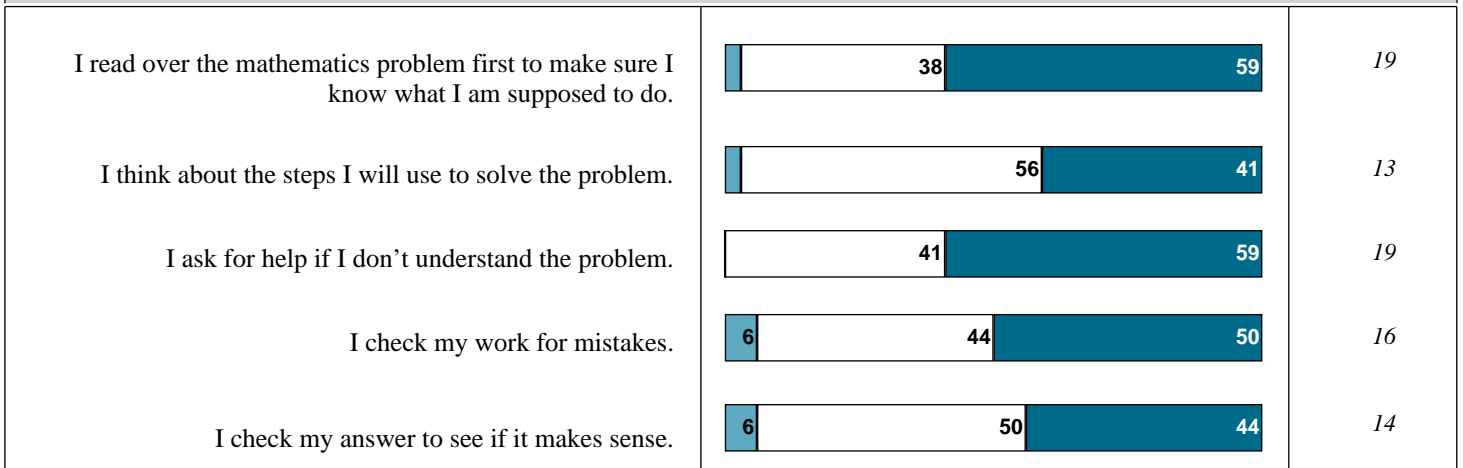 I read over the mathematics problem first to make sure I
know what I am supposed to do.
38 59 19
I think about the steps I will use to solve the problem.
56 41 13
I ask for help if I don’t understand the problem.
41 59 19
I check my work for mistakes.
6 44 50 16
I check my answer to see if it makes sense.
6 50 44 14